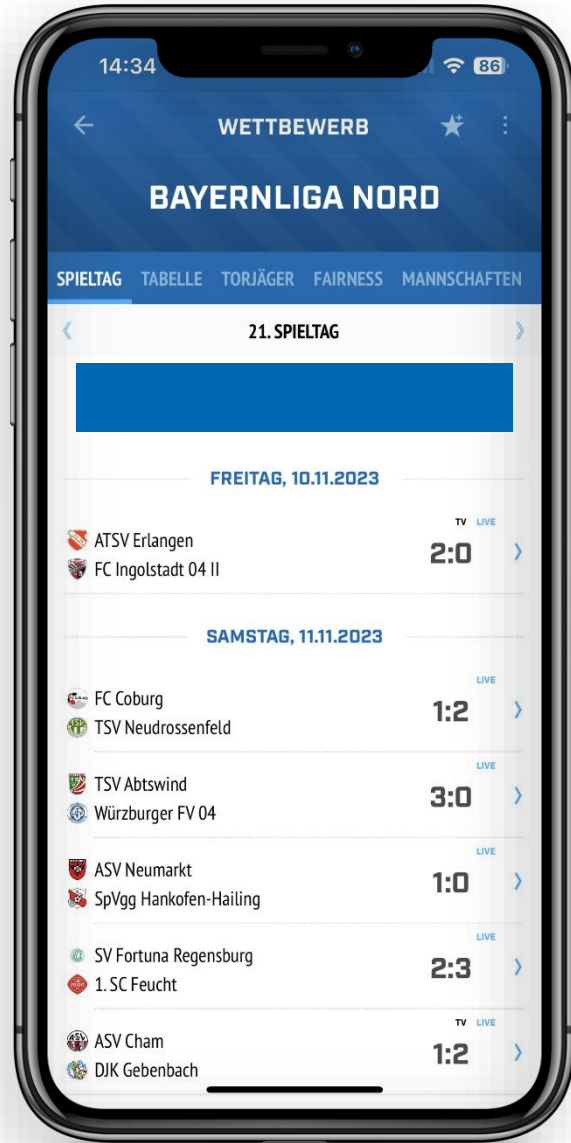 14:34
86
WETTBEWERB
BAYERNLIGA NORD
SPIELTAG TABELLE TORJÄGER FAIRNESS MANNSCHAFTEN
21. SPIELTAG
FREITAG, 10.11.2023
TV LIVE
ATSV Erlangen
2:0
FC Ingolstadt 04 II
SAMSTAG, 11.11.2023
LIVE
FC Coburg
1:2
TSV Neudrossenfeld
LIVE
TSV Abtswind
3:0
Würzburger FV 04
LIVE
ASV Neumarkt
1:0
SpVgg Hankofen-Hailing
LIVE
SV Fortuna Regensburg
2:3
1. SC Feucht
TV LIVE
ASV Cham
1:2
DJK Gebenbach